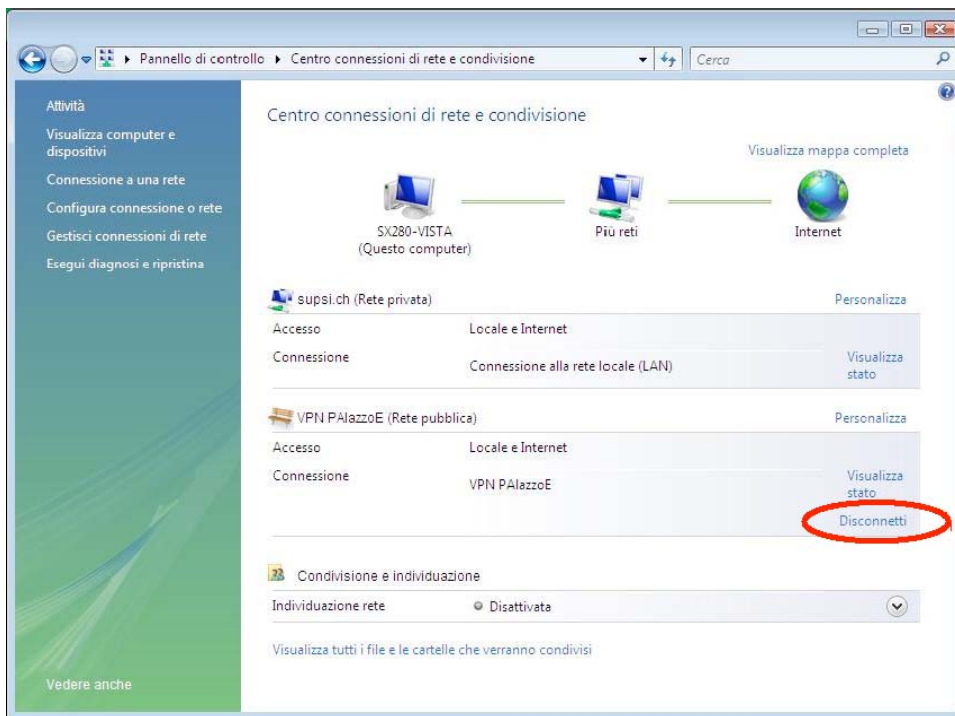 Pannello di controllo Centro connessioni di rete e condivisione
Cerca
Attività
Visualizza computer e
dispositivi
Connessione a una rete
Configura connessione o rete
Gestisci connessioni di rete
Esegui diagnosi e ripristina
Vedere anche
Centro connessioni di rete e condivisione
Visualizza mappa completa
SX280-VISTA
(Questo computer)
Più reti
Internet
supsi.ch (Rete privata)
Personalizza
Accesso
Locale e Internet
Connessione
Connessione alla rete locale (LAN)
Visualizza
stato
VPN PAlazzoE (Rete pubblica)
Personalizza
Accesso
Locale e Internet
Connessione
VPN PAlazzoE
Visualizza
stato
Disconnetti
Condivisione e individuazione
Individuazione rete
Disattivata
Visualizza tutti i file e le cartelle che verranno condivisi